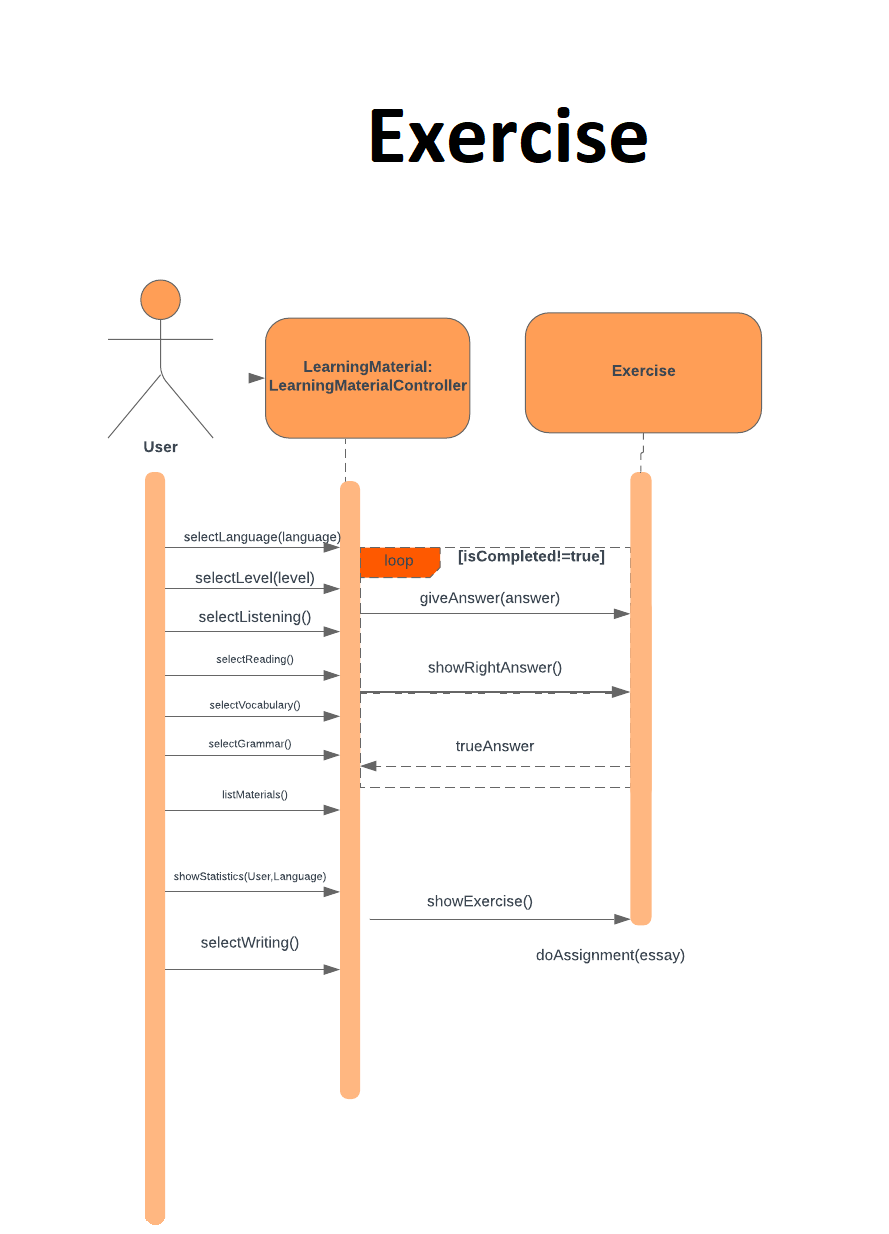 Exercise
LearningMaterial:
LearningMaterialController
Exercise
User
selectLanguage(language)
loop
[isCompleted!=true]
selectLevel(level)
giveAnswer(answer)
selectListening()
selectReading()
showRightAnswer()
selectVocabulary()
selectGrammar()
trueAnswer
listMaterials()
showStatistics(User,Language)
showExercise()
selectWriting()
doAssignment(essay)